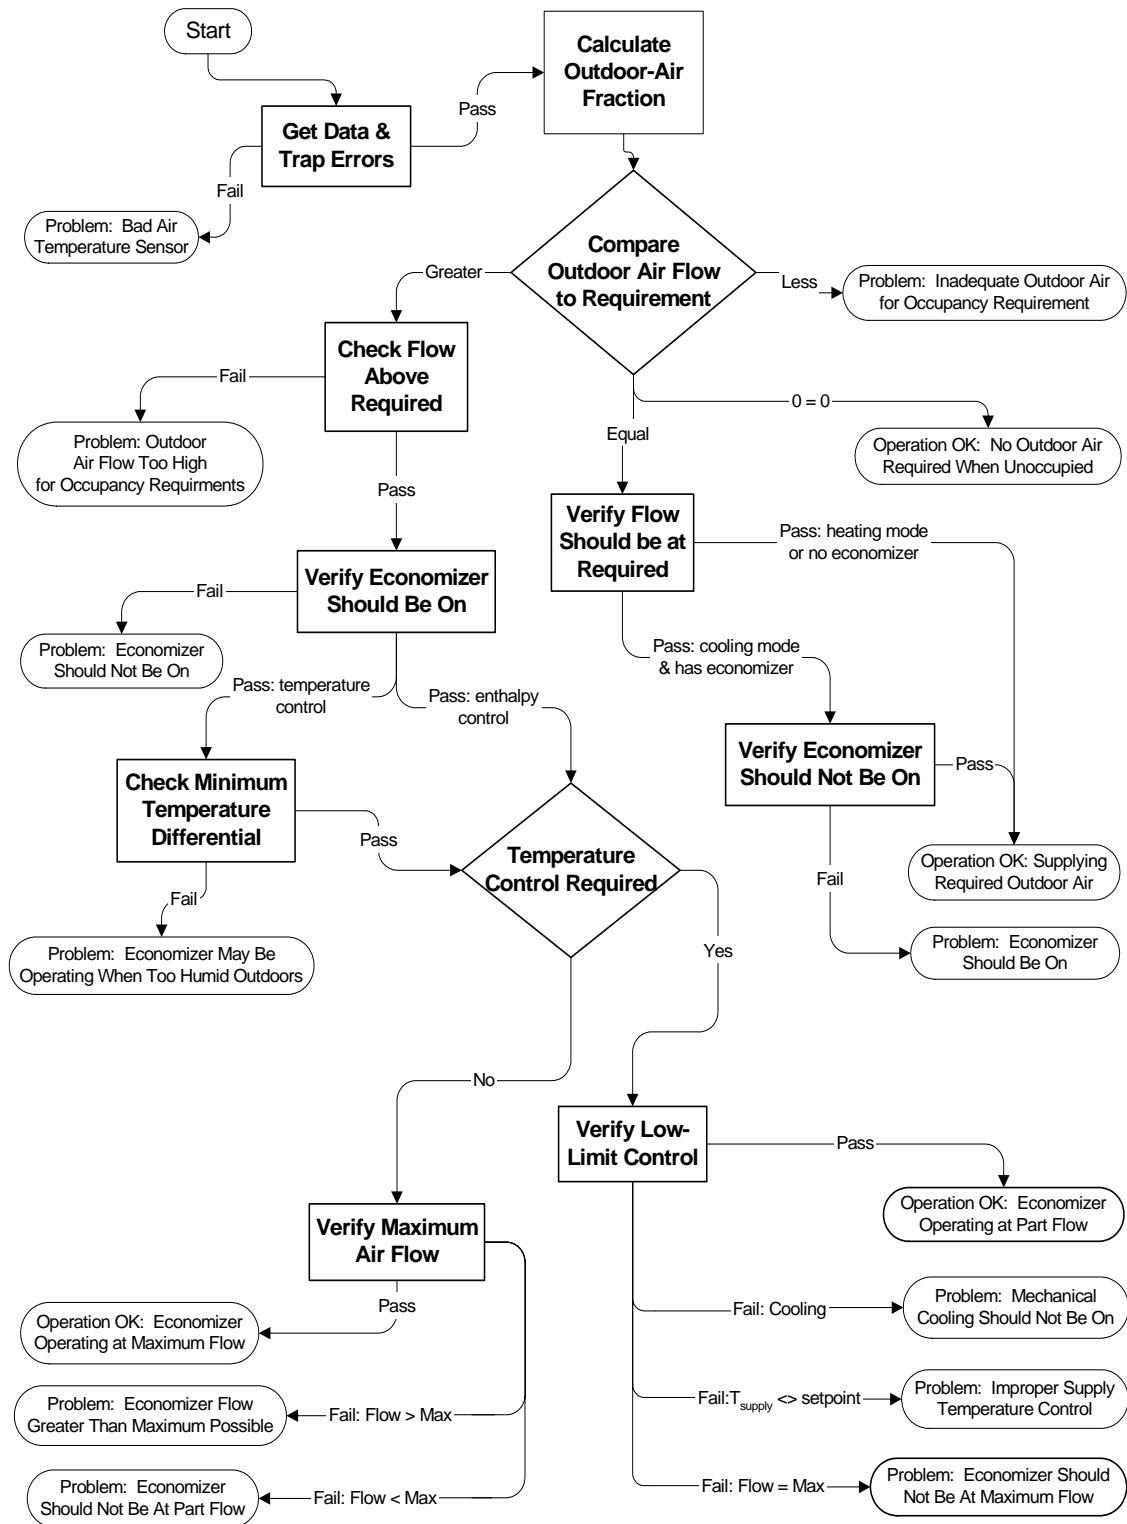 Start
Calculate
Outdoor-Air
Fraction
Pass
Get Data &
Trap Errors
Fail
Problem: Bad Air
Temperature Sensor
Compare
Outdoor Air Flow
to Requirement
Greater
Less
Problem: Inadequate Outdoor Air
for Occupancy Requirement
Check Flow
Above
Required
Fail
Problem: Outdoor
Air Flow Too High
for Occupancy Requirments
0 = 0
Equal
Operation OK: No Outdoor Air
Required When Unoccupied
Pass
Verify Flow
Should be at
Required
Pass: heating mode
or no economizer
Verify Economizer
Should Be On
Fail
Problem: Economizer
Should Not Be On
Pass: cooling mode
& has economizer
Pass: temperature
control
Pass: enthalpy
control
Verify Economizer
Should Not Be On
Pass
Check Minimum
Temperature
Differential
Pass
Temperature
Control Required
Operation OK: Supplying
Required Outdoor Air
Fail
Fail
Problem: Economizer May Be
Operating When Too Humid Outdoors
Yes
Problem: Economizer
Should Be On
No
Verify Low-
Limit Control
Pass
Operation OK: Economizer
Operating at Part Flow
Verify Maximum
Air Flow
Pass
Operation OK: Economizer
Operating at Maximum Flow
Fail: Cooling
Problem: Mechanical
Cooling Should Not Be On
Problem: Economizer Flow
Greater Than Maximum Possible
Fail: Flow > Max
Fail:Tsupply <> setpoint
Problem: Improper Supply
Temperature Control
Problem: Economizer
Should Not Be At Part Flow
Fail: Flow < Max
Fail: Flow = Max
Problem: Economizer Should
Not Be At Maximum Flow